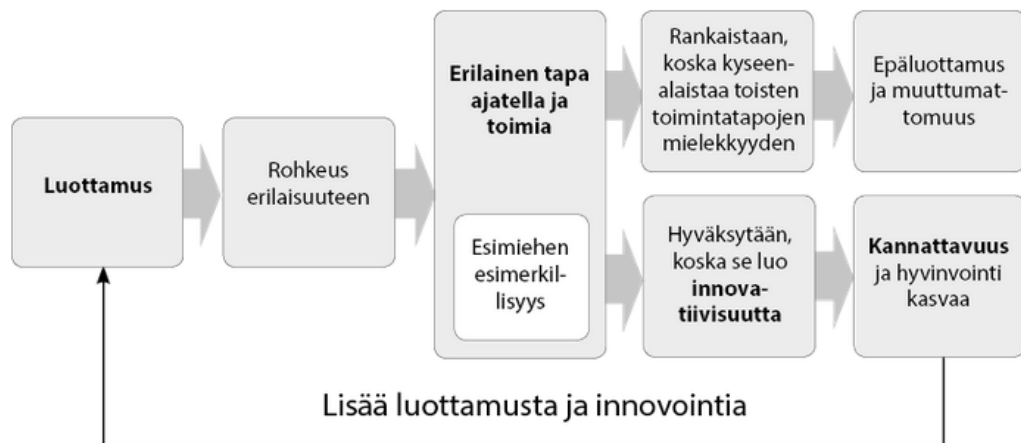 Luottamus
Rohkeus
erilaisuuteen
Erilainen tapa
ajatella ja
toimia
Esimiehen
esimerkil-
lisyys
Rankaistaan,
koska kyseen-
alaistaa toisten
toimintatapojen
mielekkyyden
Epäluottamus
ja muuttumat-
tomuus
Hyväksytään,
koska se luo
innova-
tiivisuutta
Kannattavuus
ja hyvinvointi
kasvaa
Lisää luottamusta ja innovointia